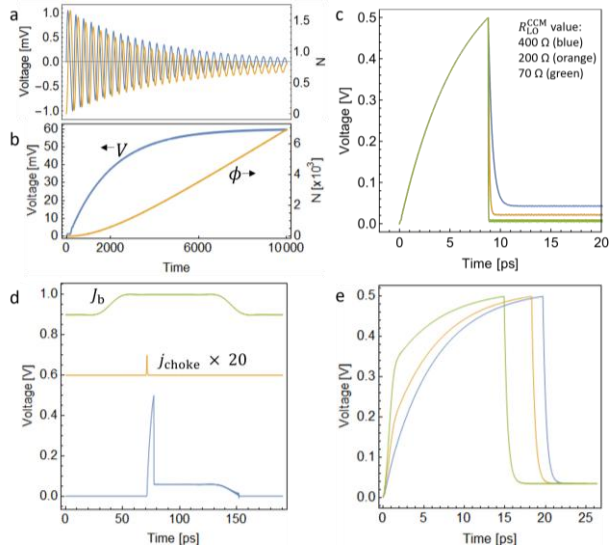 a
Voltage [mV]
1.0
0.5
0.0
-0.5
-1.0
1.5
1
0.5
0
N
b
Voltage [mV]
60
50
40
30
20
10
0
V
ϕ
6
4
2
0
N [x10³]
0
2000
6000
10000
Time
c
Voltage [V]
0.5
0.4
0.3
0.2
0.1
0.0
R_LO^CCM value:
400 Ω (blue)
200 Ω (orange)
70 Ω (green)
0
5
10
15
20
Time [ps]
d
Voltage [V]
1.0
0.8
0.6
0.4
0.2
0.0
J_b
j_choke × 20
0
50
100
150
Time [ps]
e
Voltage [V]
0.5
0.4
0.3
0.2
0.1
0.0
0
5
10
15
20
25
Time [ps]